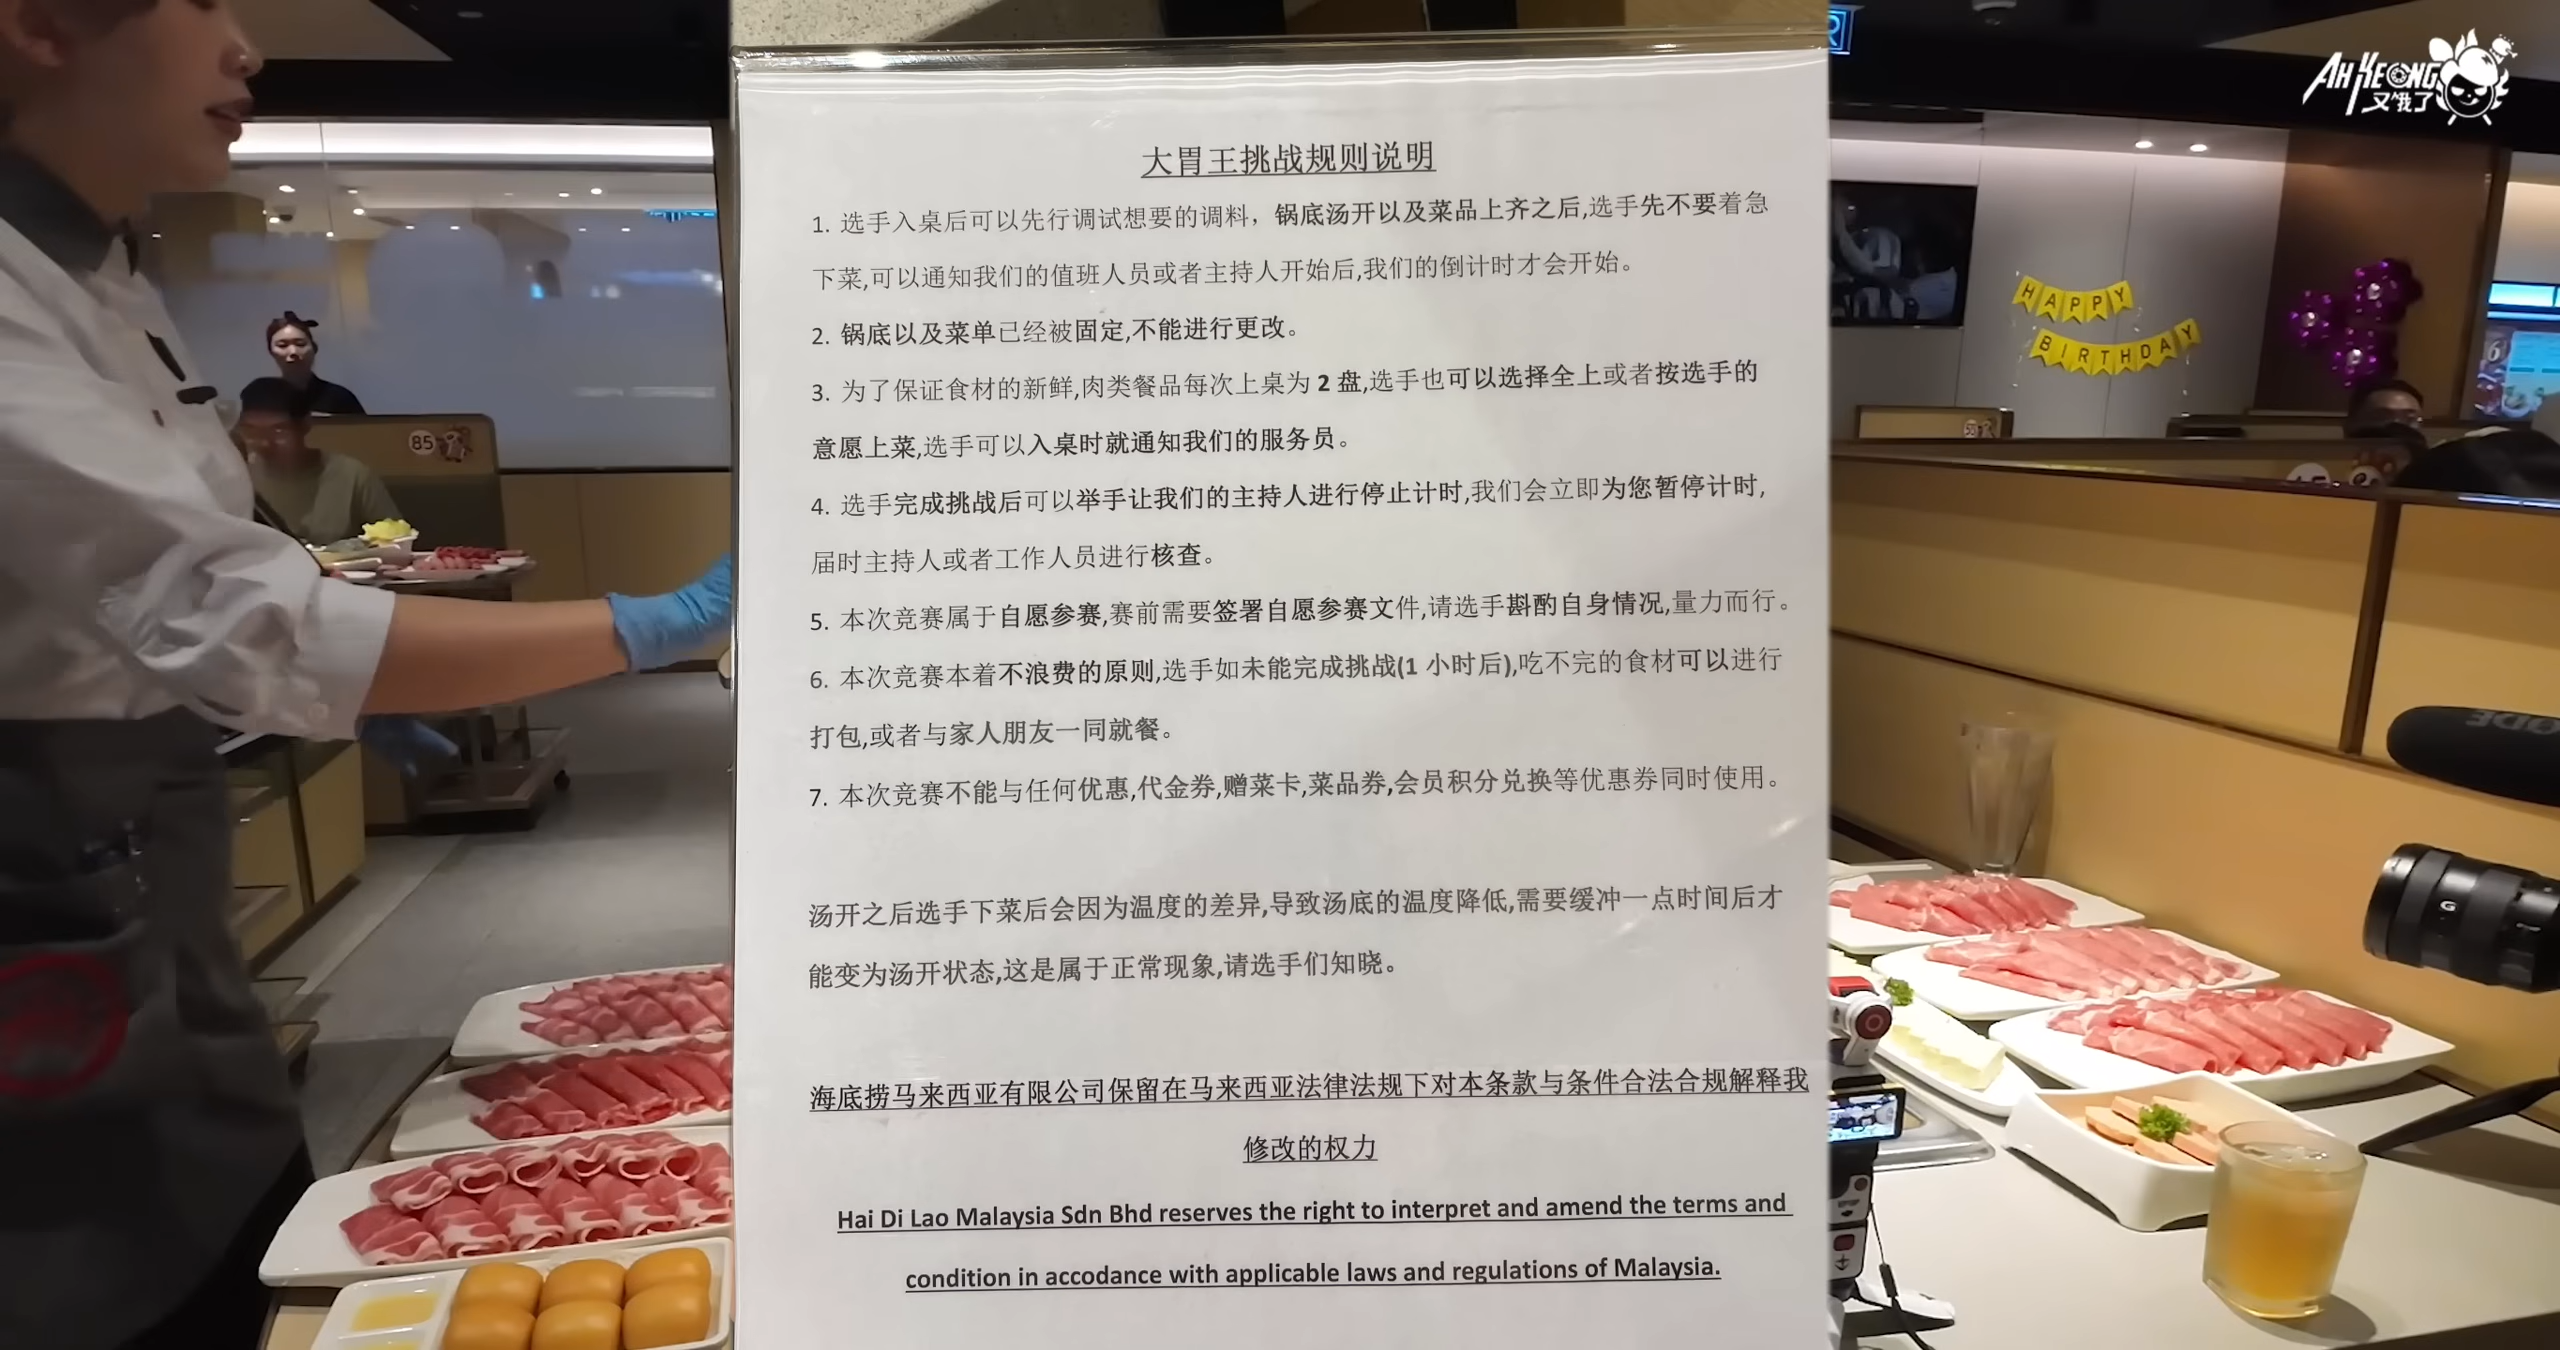 AH KEONG
又饿了
大胃王挑战规则说明
1. 选手入桌后可以先行调试想要的调料，锅底汤开以及菜品上齐之后,选手先不要着急
下菜,可以通知我们的值班人员或者主持人开始后,我们的倒计时才会开始。
2. 锅底以及菜单已经被固定,不能进行更改。
3. 为了保证食材的新鲜,肉类餐品每次上桌为 2 盘,选手也可以选择全上或者按选手的
意愿上菜,选手可以入桌时就通知我们的服务员。
4. 选手完成挑战后可以举手让我们的主持人进行停止计时,我们会立即为您暂停计时,
届时主持人或者工作人员进行核查。
5. 本次竞赛属于自愿参赛,赛前需要签署自愿参赛文件,请选手斟酌自身情况,量力而行。
6. 本次竞赛本着不浪费的原则,选手如未能完成挑战(1 小时后),吃不完的食材可以进行
打包,或者与家人朋友一同就餐。
7. 本次竞赛不能与任何优惠,代金券,赠菜卡,菜品券,会员积分兑换等优惠券同时使用。
汤开之后选手下菜后会因为温度的差异,导致汤底的温度降低,需要缓冲一点时间后才
能变为汤开状态,这是属于正常现象,请选手们知晓。
海底捞马来西亚有限公司保留在马来西亚法律法规下对本条款与条件合法合规解释我
修改的权力
Hai Di Lao Malaysia Sdn Bhd reserves the right to interpret and amend the terms and
condition in accodance with applicable laws and regulations of Malaysia.
85
HAPPY
BIRTHDAY
G